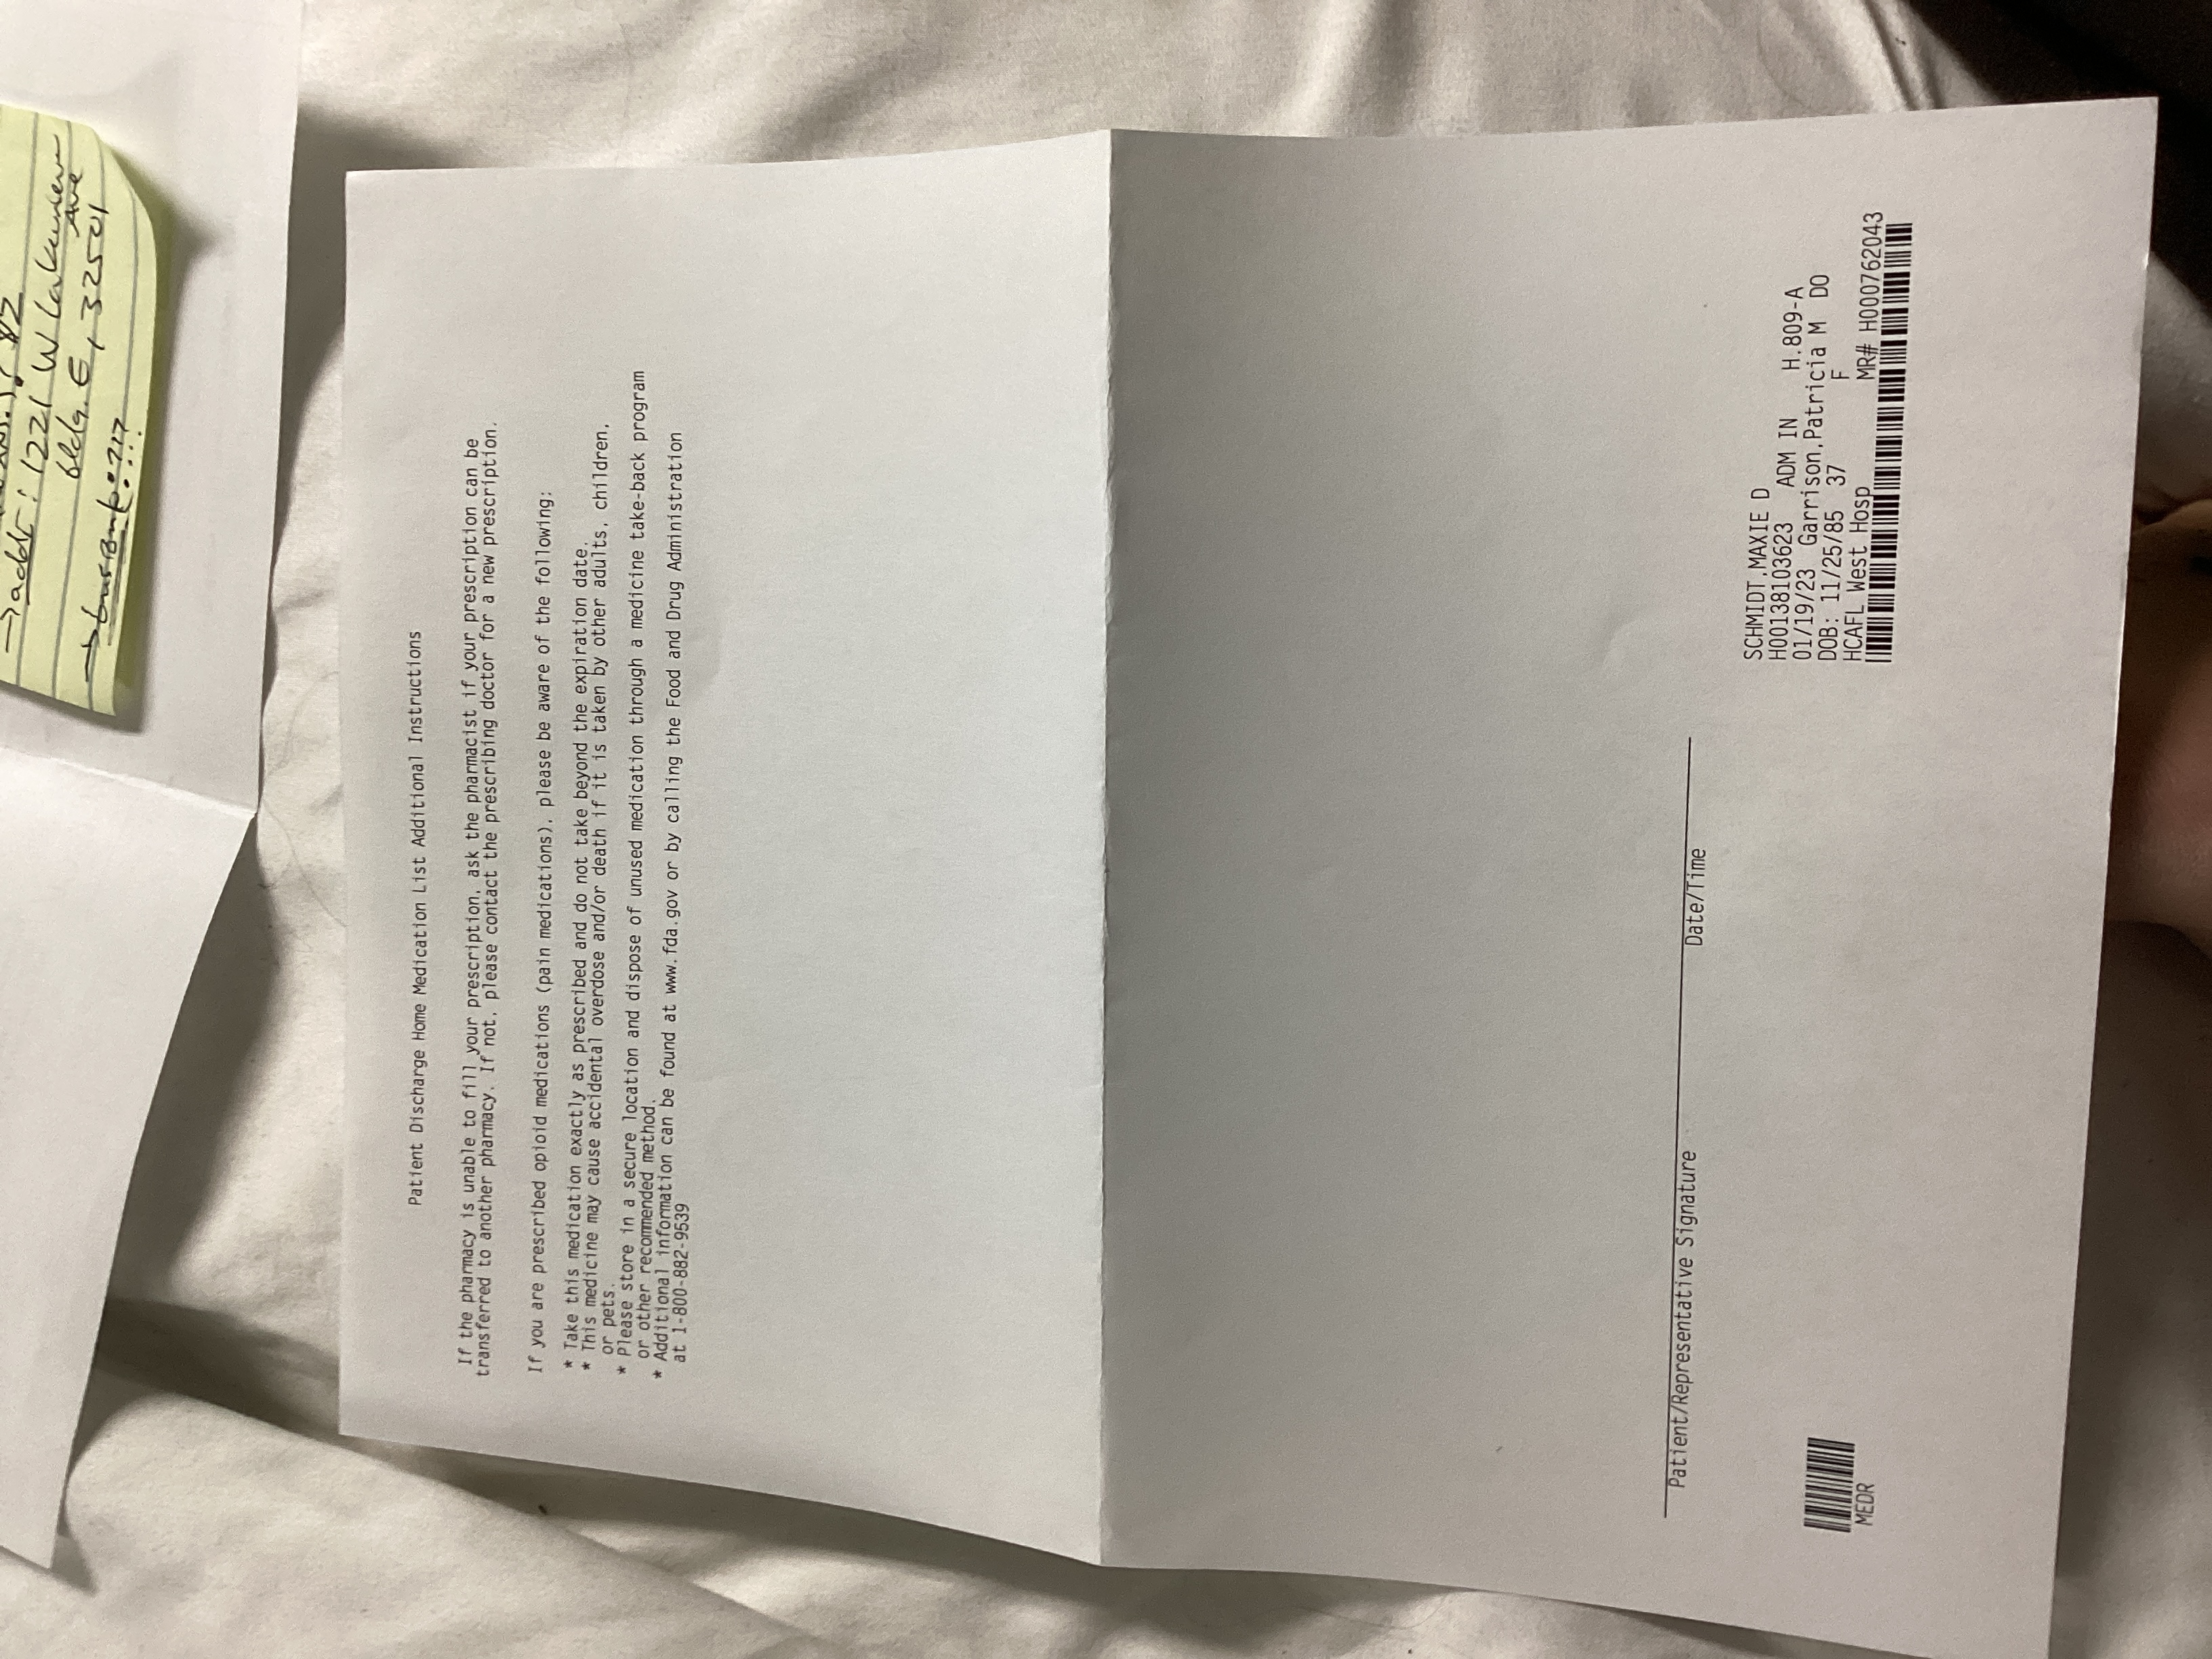 →addr: 1221 W Lakeview
Ave
bldg. E, 32501
Patient Discharge Home Medication List Additional Instructions
If the pharmacy is unable to fill your prescription, ask the pharmacist if your prescription can be
transferred to another pharmacy. If not, please contact the prescribing doctor for a new prescription.
If you are prescribed opioid medications (pain medications), please be aware of the following:
* Take this medication exactly as prescribed and do not take beyond the expiration date.
* This medicine may cause accidental overdose and/or death if it is taken by other adults, children,
or pets.
* Please store in a secure location and dispose of unused medication through a medicine take-back program
or other recommended method.
* Additional information can be found at www.fda.gov or by calling the Food and Drug Administration
at 1-800-882-9539
Patient/Representative Signature Date/Time
SCHMIDT,MAXIE D
H00138103623 ADM IN H.809-A
01/19/23 Garrison,Patricia M DO
DOB: 11/25/85 37 F
HCAFL West Hosp MR# H000762043
MEDR